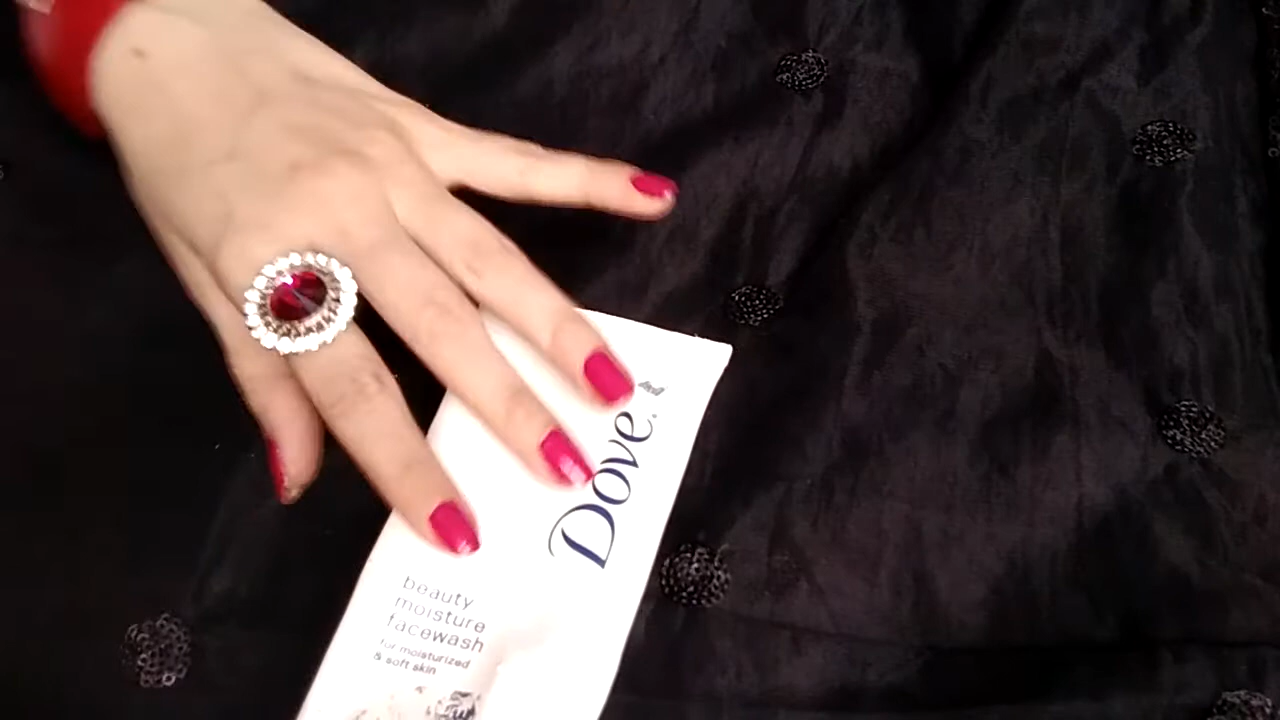 Dove
beauty
moisture
facewash
for moisturized
& soft skin